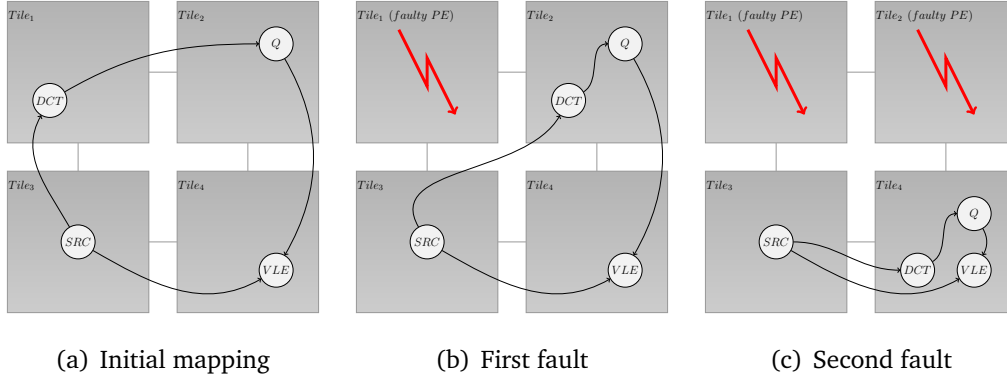 Tile₁
Tile₂
Q
DCT
Tile₃
Tile₄
SRC
VLE
(a) Initial mapping
Tile₁ (faulty PE)
Tile₂
Q
DCT
Tile₃
Tile₄
SRC
VLE
(b) First fault
Tile₁ (faulty PE)
Tile₂ (faulty PE)
Tile₃
Tile₄
Q
SRC
DCT
VLE
(c) Second fault